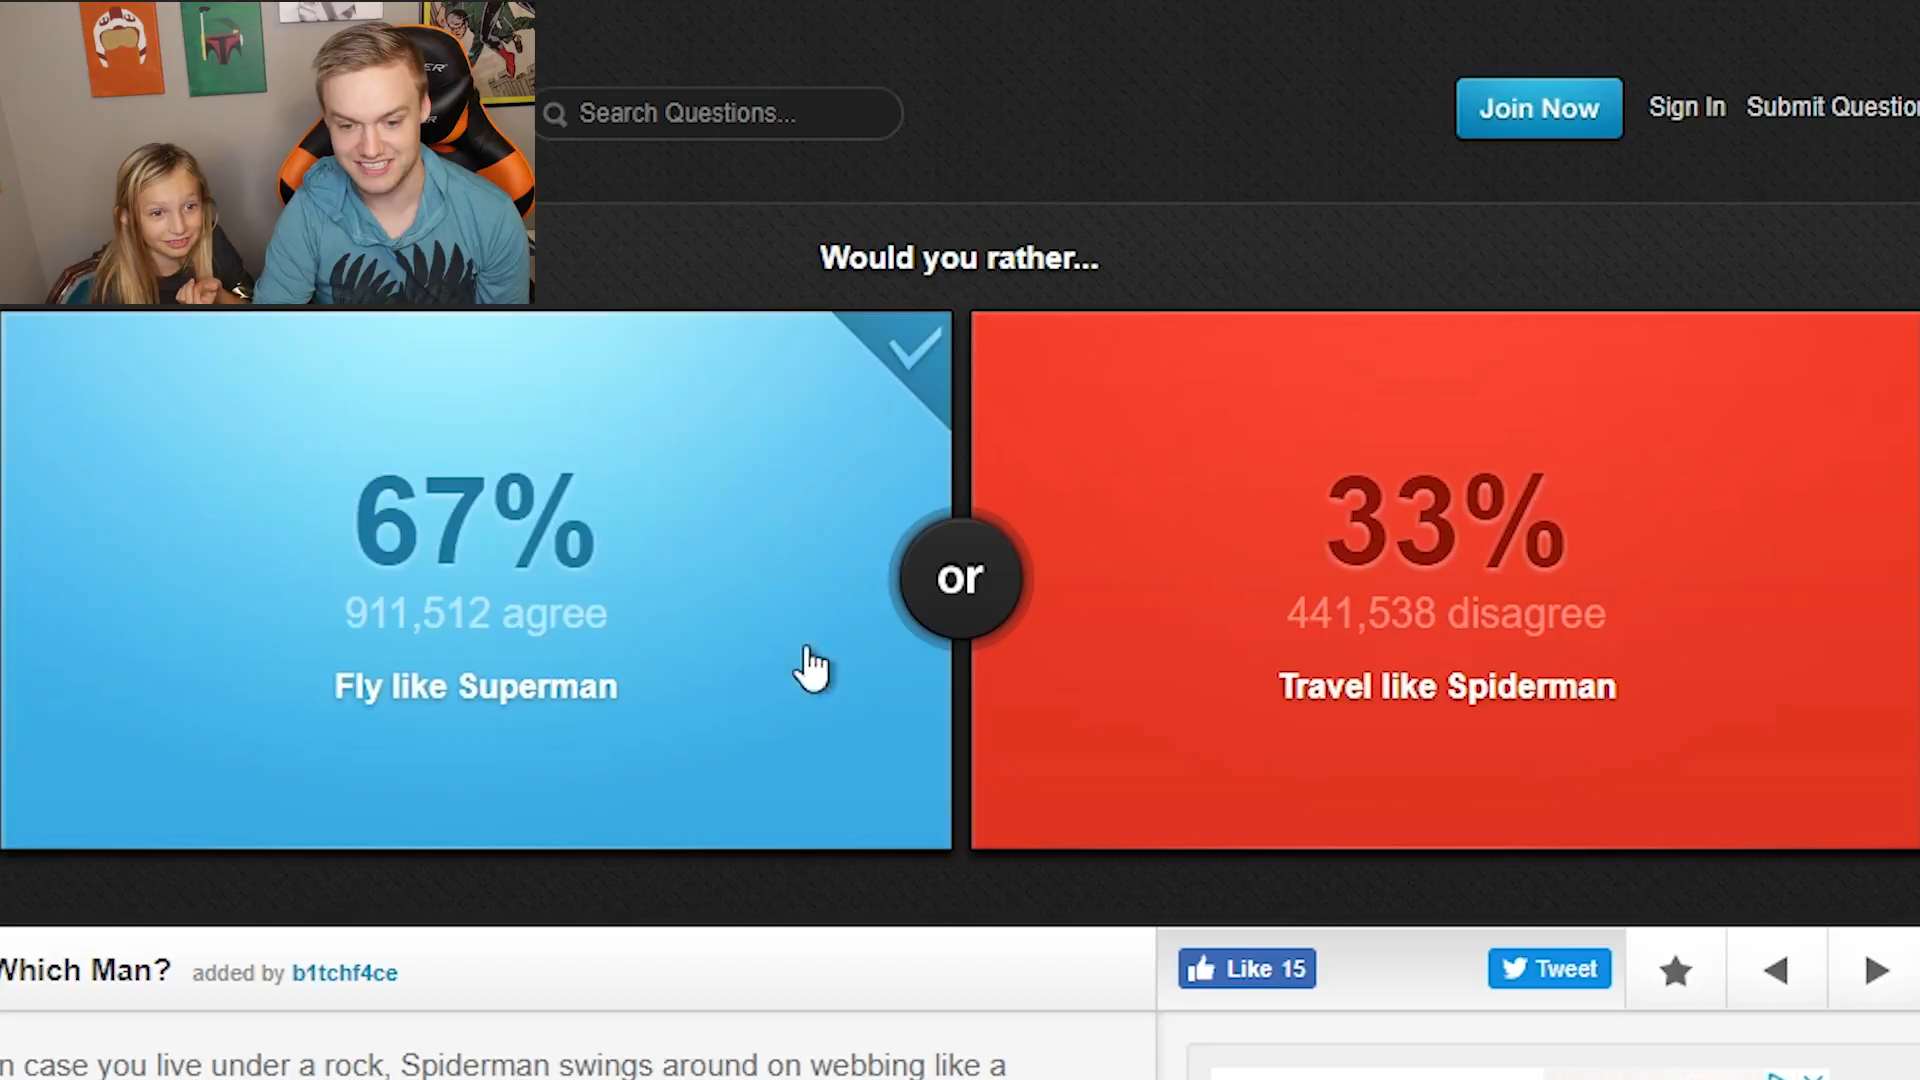 Search Questions...
Join Now
Sign In
Submit Question
Would you rather...
67%
911,512 agree
Fly like Superman
or
33%
441,538 disagree
Travel like Spiderman
Which Man?
added by b1tchf4ce
Like 15
Tweet
n case you live under a rock, Spiderman swings around on webbing like a